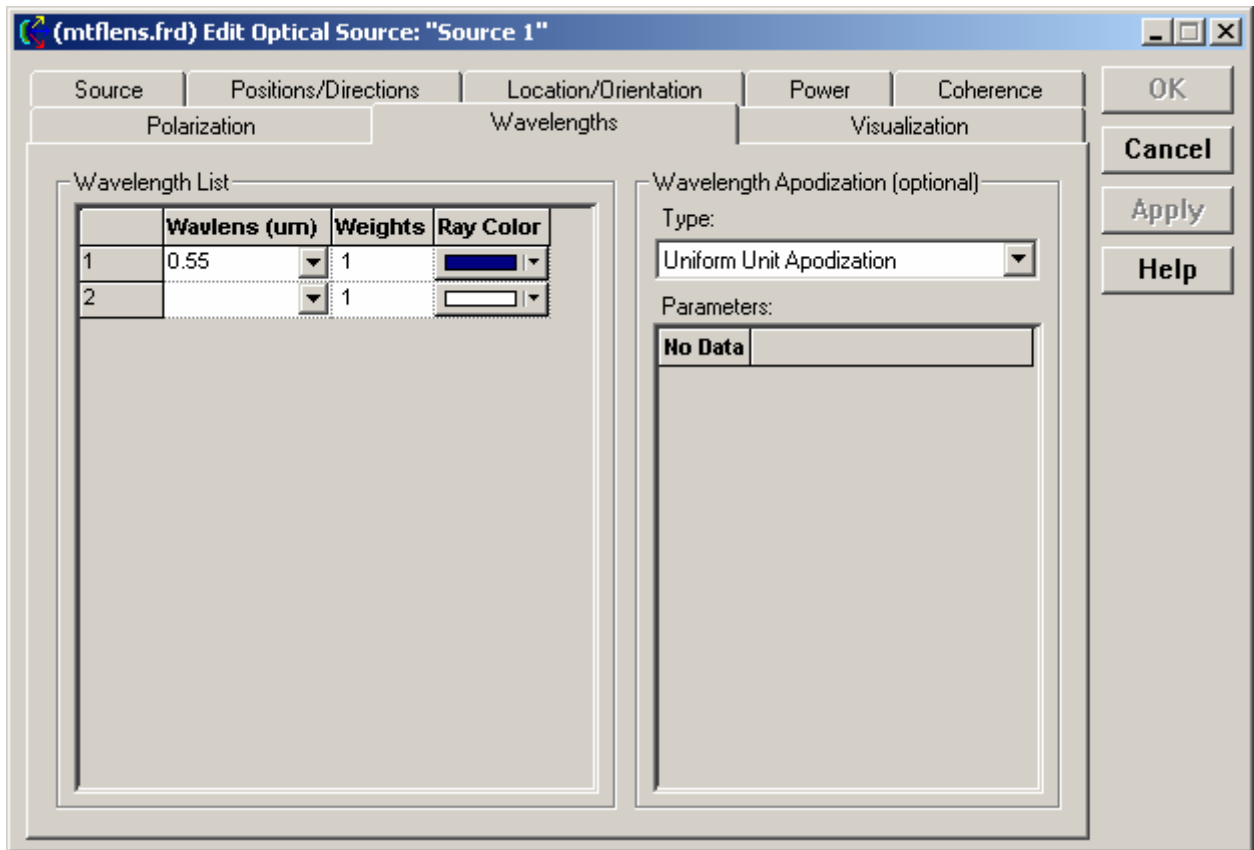 (mtflens.frd) Edit Optical Source: "Source 1"
Source Positions/Directions Location/Orientation Power Coherence
Polarization Wavelengths Visualization
OK
Cancel
Apply
Help
Wavelength List
Wavlens (um) Weights Ray Color
1 0.55 1
2 1
Wavelength Apodization (optional)
Type:
Uniform Unit Apodization
Parameters:
No Data